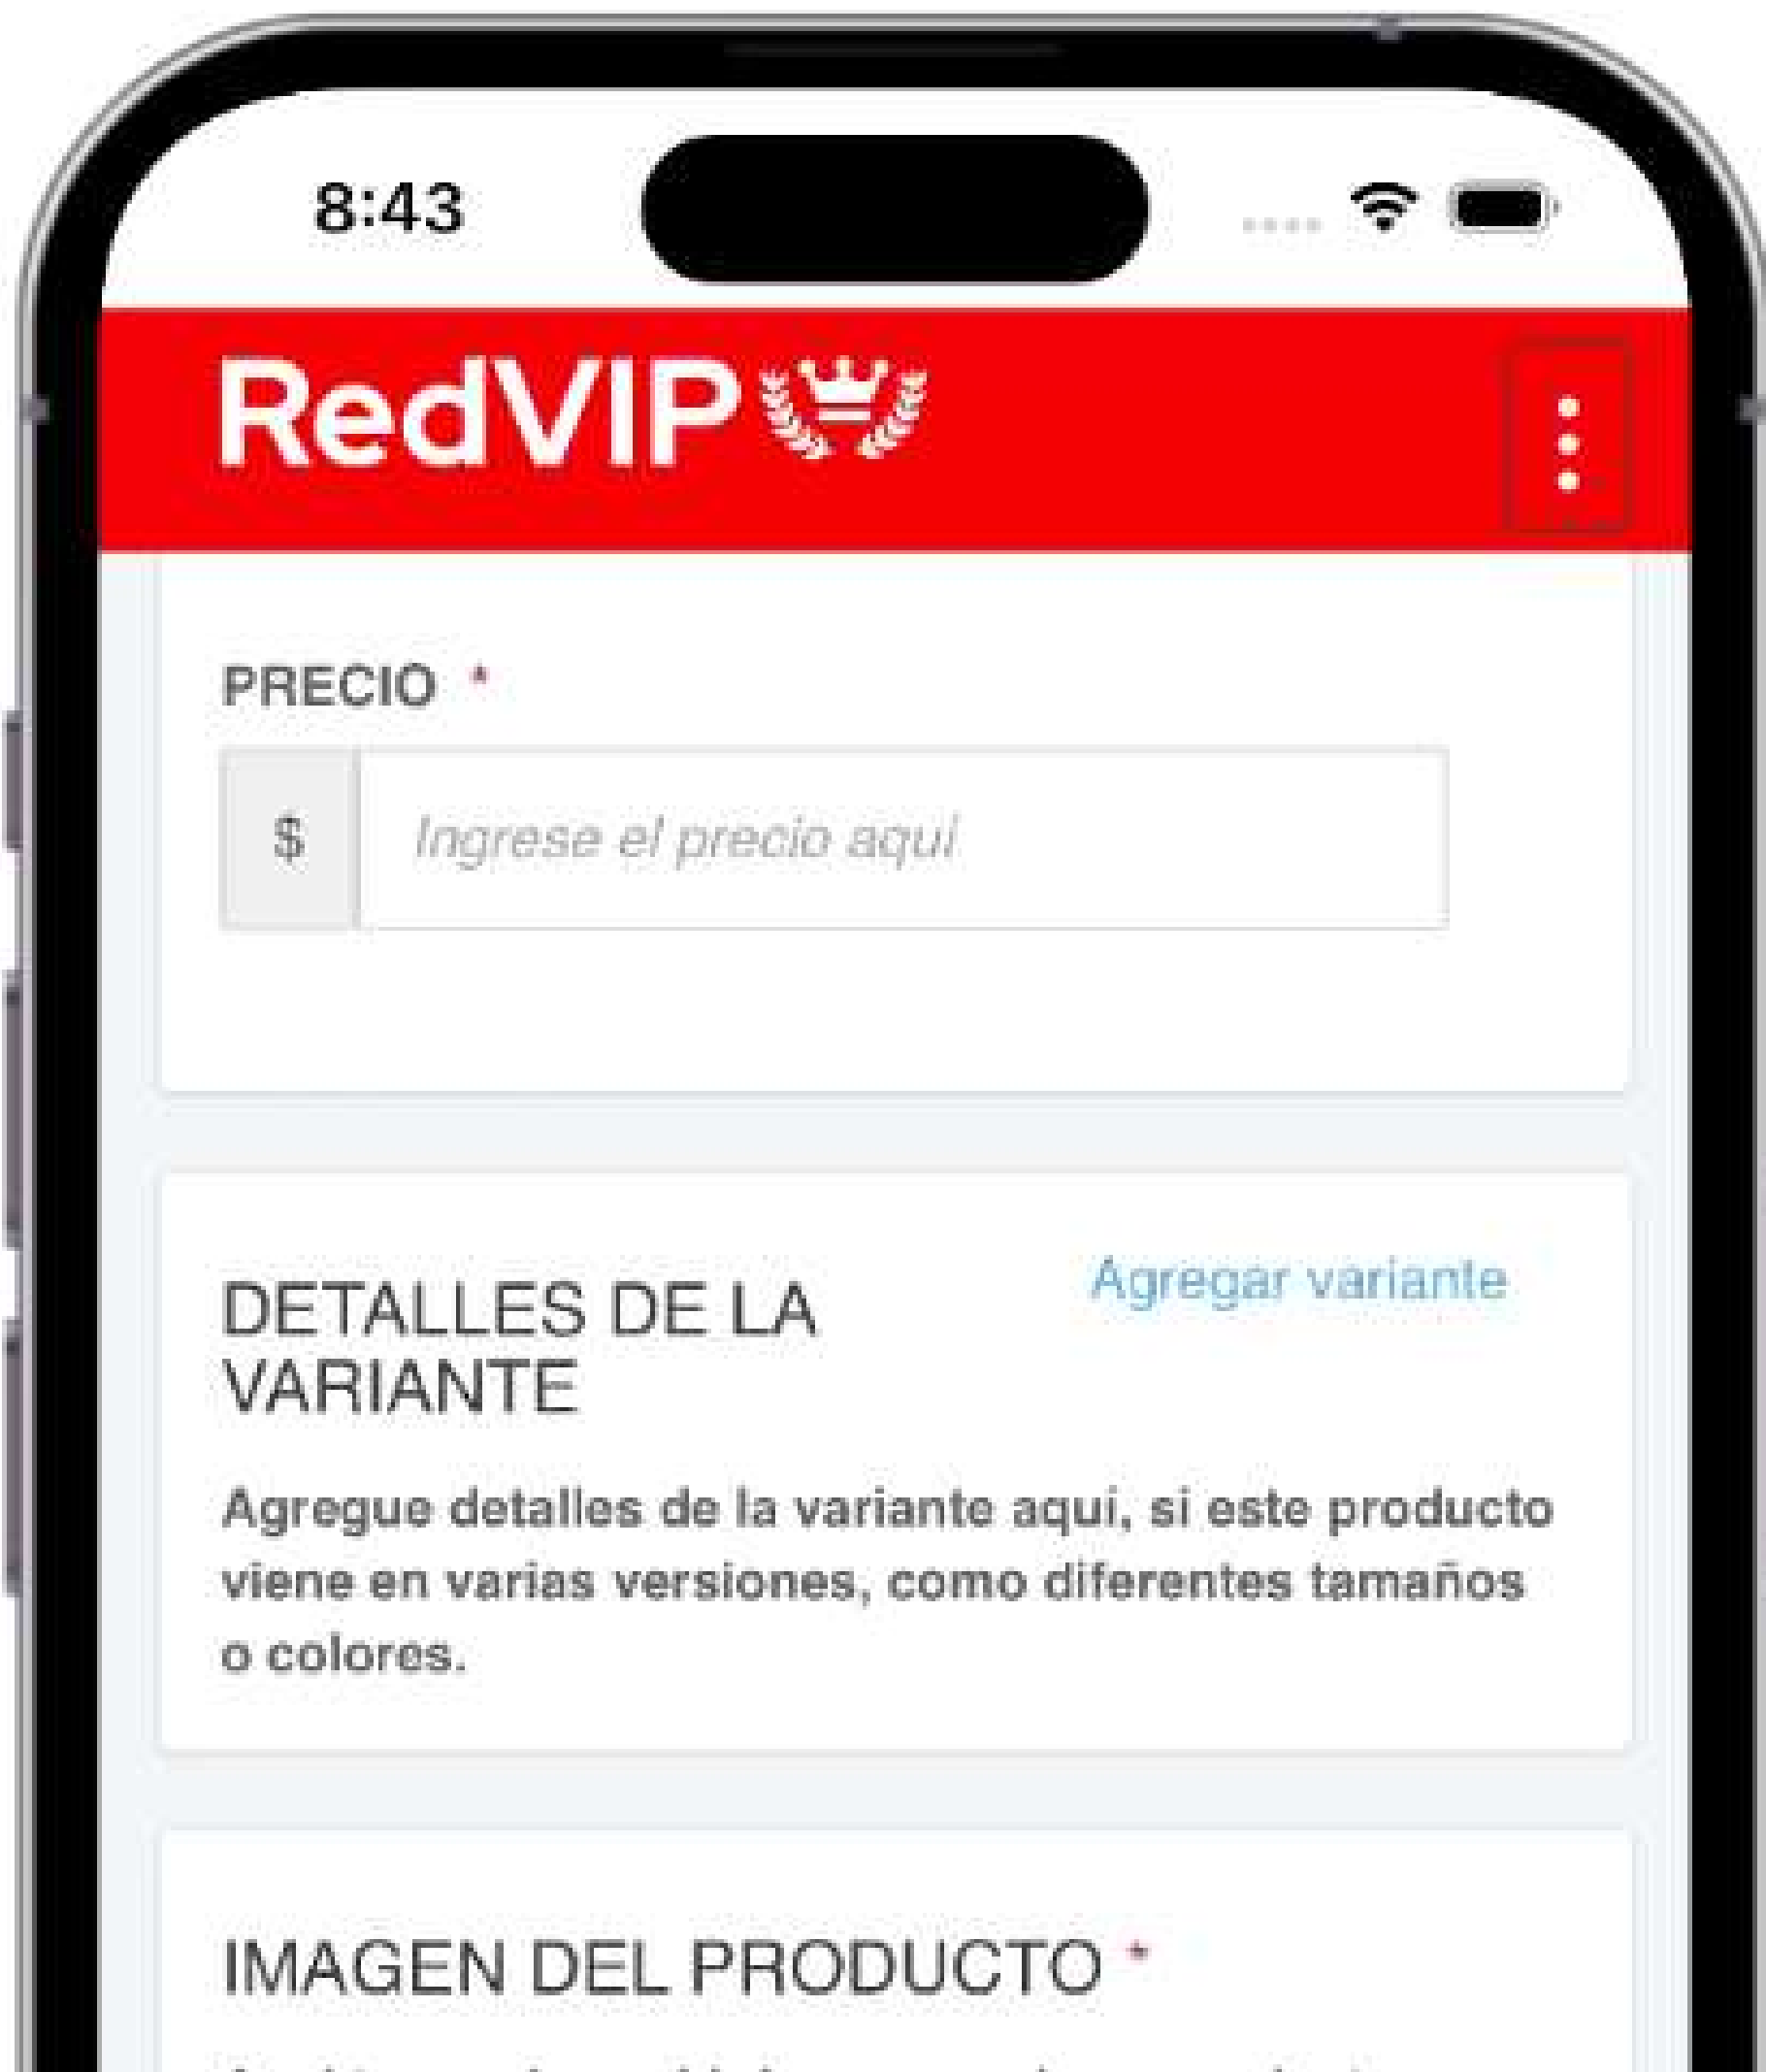 8:43
RedVIP
PRECIO *
$ Ingrese el precio aquí
Agregar variante
DETALLES DE LA
VARIANTE
Agregue detalles de la variante aquí, si este producto
viene en varias versiones, como diferentes tamaños
o colores.
IMAGEN DEL PRODUCTO *